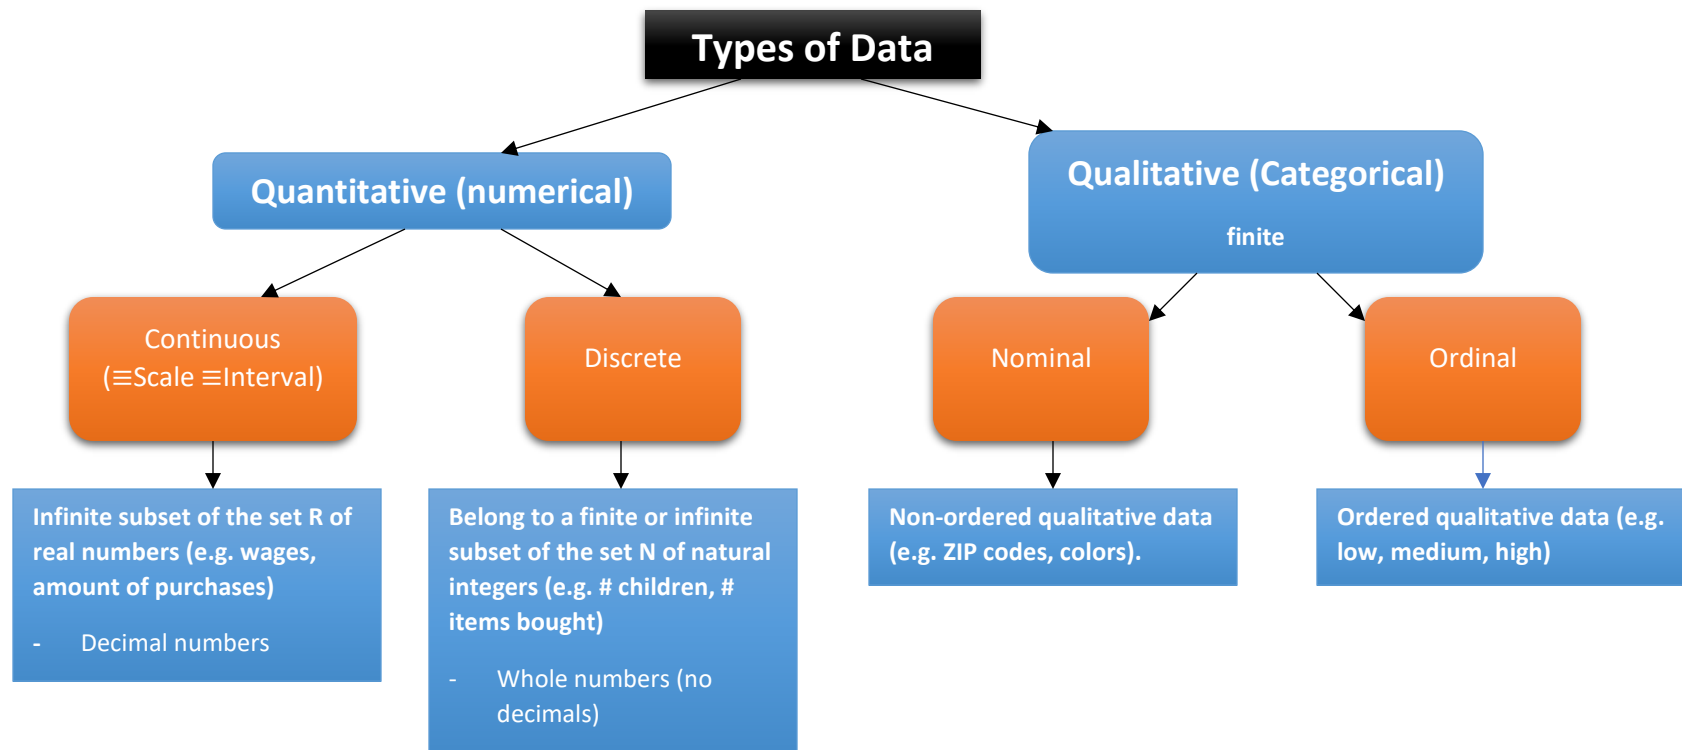 Types of Data
Quantitative (numerical)
Qualitative (Categorical)
finite
Continuous
(≡Scale ≡Interval)
Discrete
Nominal
Ordinal
Infinite subset of the set R of
real numbers (e.g. wages,
amount of purchases)
- Decimal numbers
Belong to a finite or infinite
subset of the set N of natural
integers (e.g. # children, #
items bought)
- Whole numbers (no
decimals)
Non-ordered qualitative data
(e.g. ZIP codes, colors).
Ordered qualitative data (e.g.
low, medium, high)